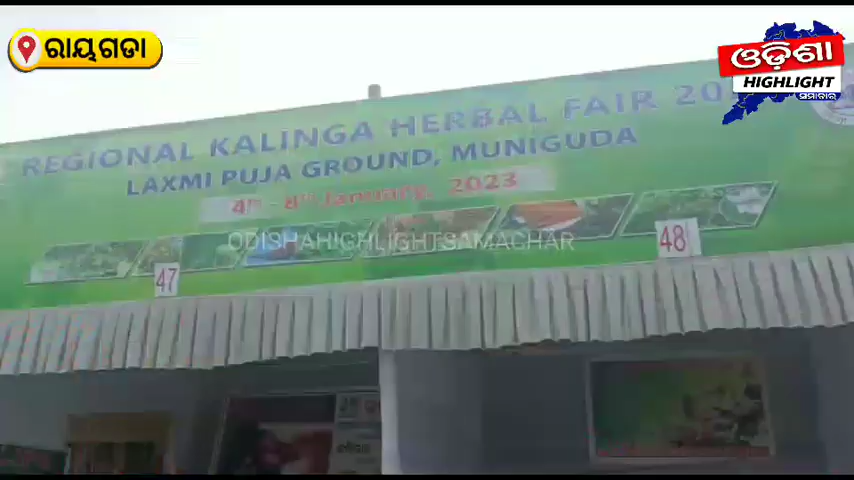 ରାୟଗଡା
ଓଡ଼ିଶା
HIGHLIGHT
ସମାଚାର
REGIONAL KALINGA HERBAL FAIR
LAXMI PUJA GROUND, MUNIGUDA
4th - 8th January, 2023
ODISHAHIGHLIGHTSAMACHAR
47
48